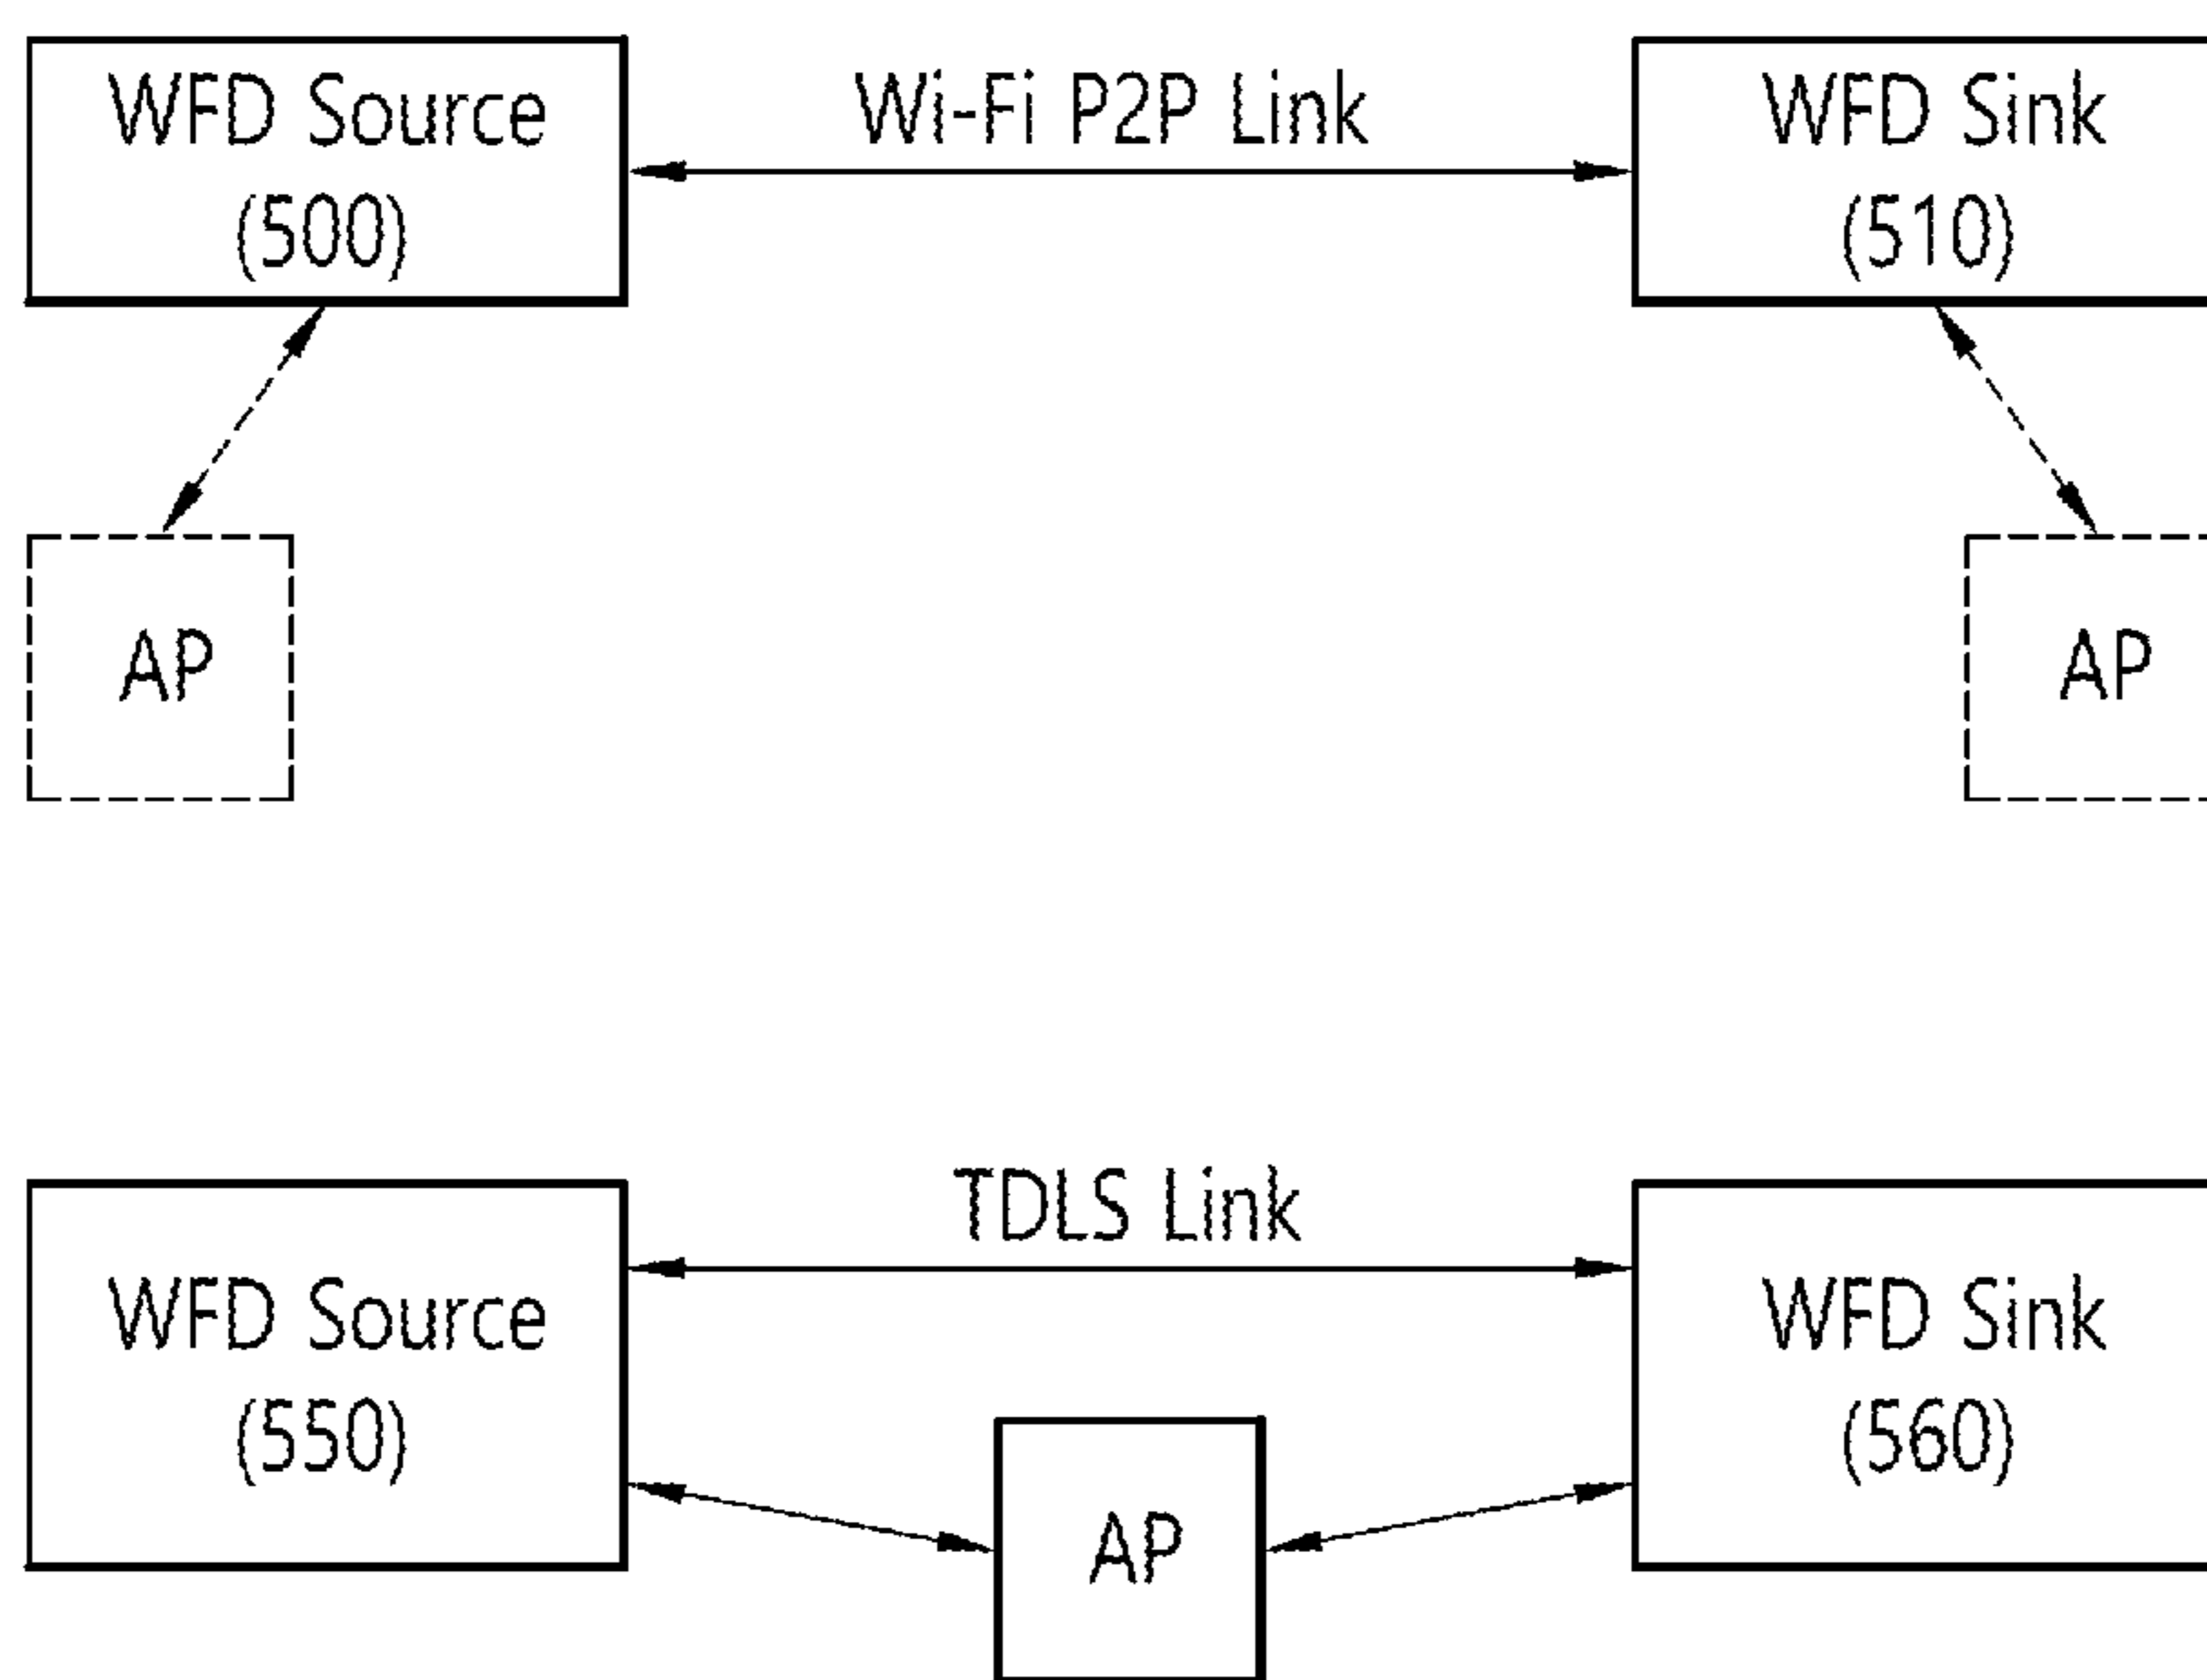 WFD Source
(500)
Wi-Fi P2P Link
WFD Sink
(510)
AP
AP
TDLS Link
WFD Source
(550)
WFD Sink
(560)
AP